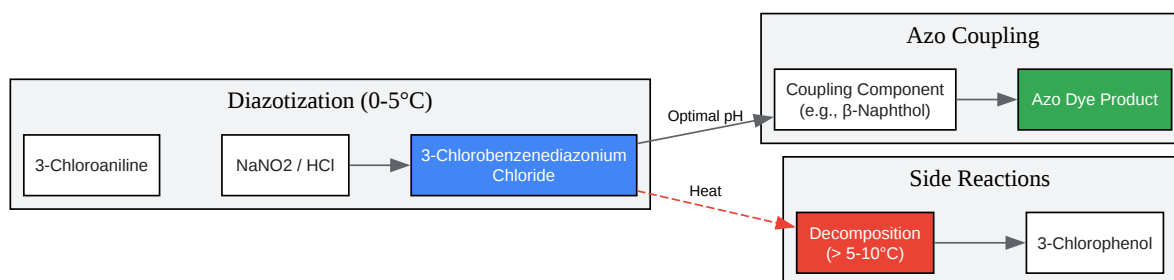 Diazotization (0-5°C)
3-Chloroaniline
NaNO2 / HCl
3-Chlorobenzenediazonium
Chloride
Optimal pH
Heat
Azo Coupling
Coupling Component
(e.g., β-Naphthol)
Azo Dye Product
Side Reactions
Decomposition
(> 5-10°C)
3-Chlorophenol